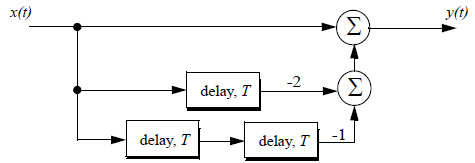 x(t)
y(t)
Σ
delay, T
-2
Σ
delay, T
delay, T
-1